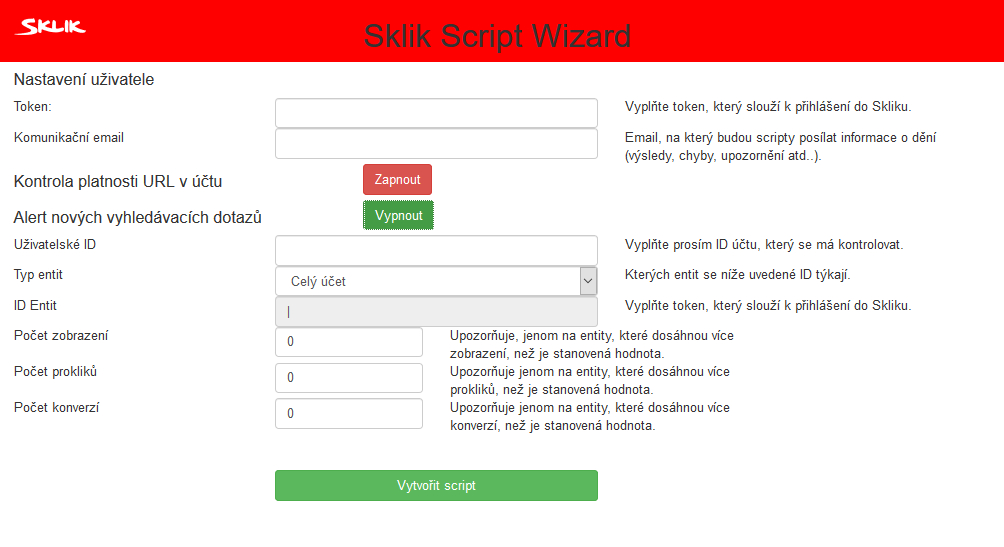 SKLIK
Sklik Script Wizard
Nastavení uživatele
Token:
Vyplňte token, který slouží k přihlášení do Skliku.
Komunikační email
Email, na který budou scripty posílat informace o dění
(výsledy, chyby, upozornění atd..).
Kontrola platnosti URL v účtu
Zapnout
Alert nových vyhledávacích dotazů
Vypnout
Uživatelské ID
Vyplňte prosím ID účtu, který se má kontrolovat.
Typ entit
Celý účet
Kterých entit se níže uvedené ID týkají.
ID Entit
|
Vyplňte token, který slouží k přihlášení do Skliku.
Počet zobrazení
0
Upozorňuje, jenom na entity, které dosáhnou více
zobrazení, než je stanovená hodnota.
Počet prokliků
0
Upozorňuje jenom na entity, které dosáhnou více
prokliků, než je stanovená hodnota.
Počet konverzí
0
Upozorňuje jenom na entity, které dosáhnou více
konverzí, než je stanovená hodnota.
Vytvořit script